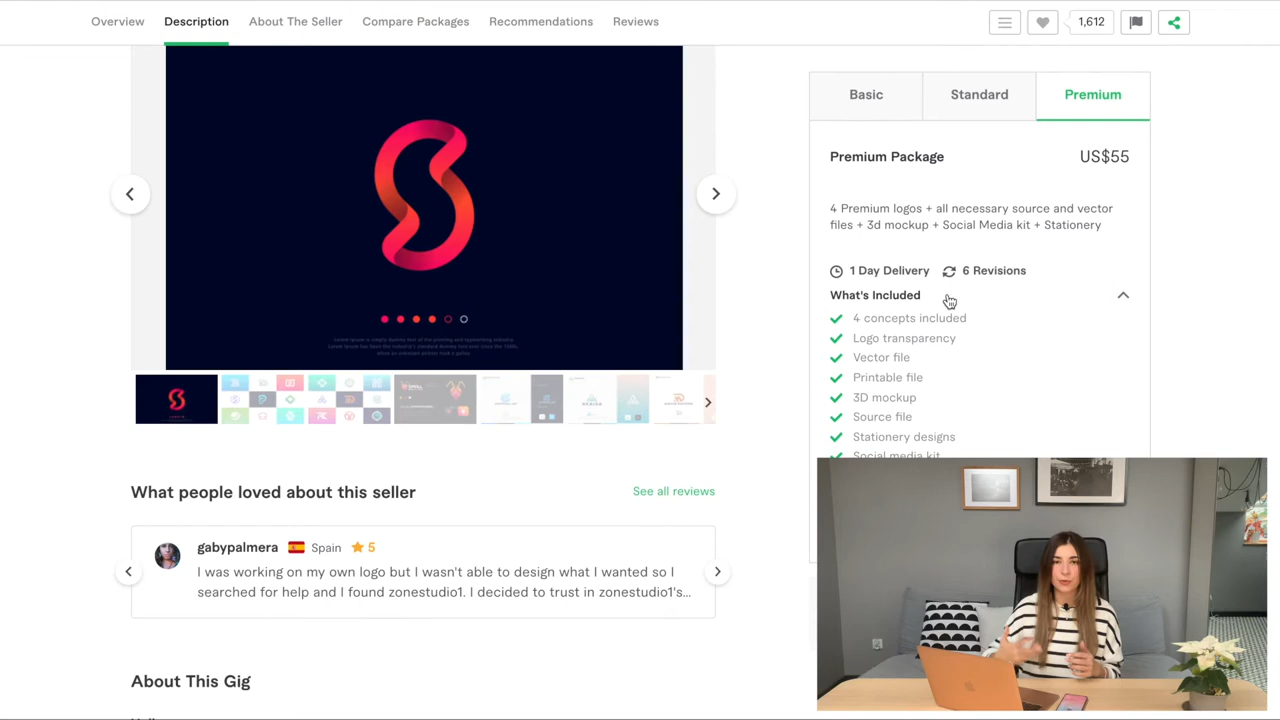 Overview Description About The Seller Compare Packages Recommendations Reviews
1,612
Basic Standard Premium
Premium Package US$55
4 Premium logos + all necessary source and vector
files + 3d mockup + Social Media kit + Stationery
1 Day Delivery 6 Revisions
What's Included
4 concepts included
Logo transparency
Vector file
Printable file
3D mockup
Source file
Stationery designs
Social media kit
What people loved about this seller See all reviews
gabypalmera Spain 5
I was working on my own logo but I wasn't able to design what I wanted so I
searched for help and I found zonestudio1. I decided to trust in zonestudio1's...
About This Gig